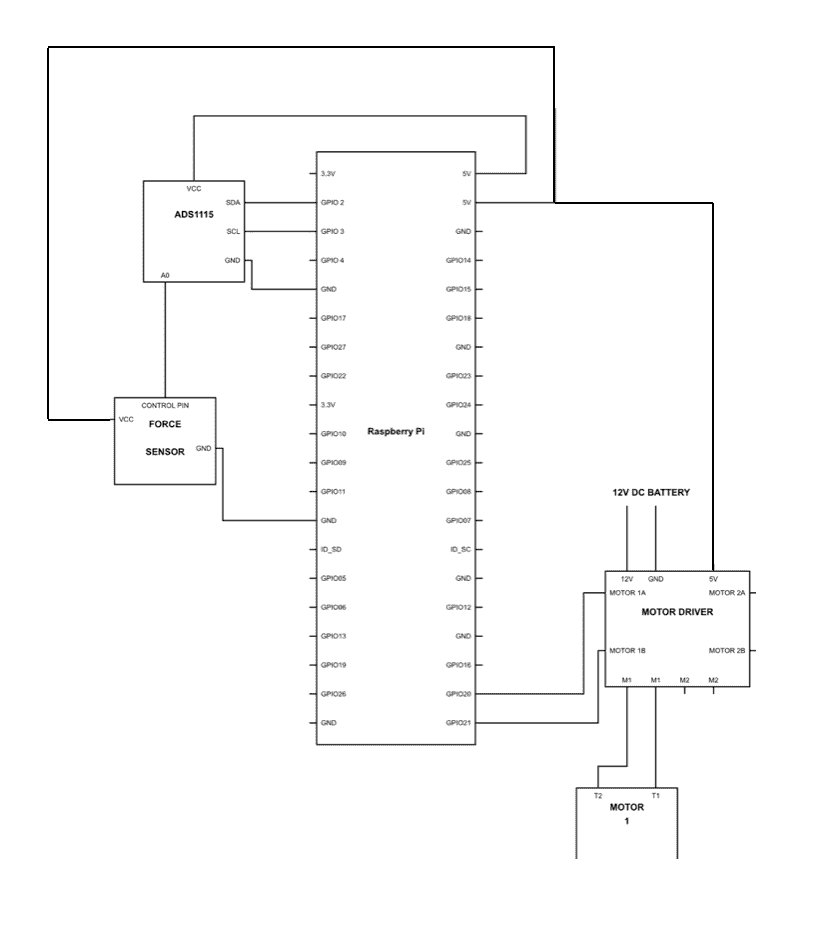 VCC
ADS1115
SDA
SCL
GND
A0
CONTROL PIN
VCC
FORCE
SENSOR
GND
3.3V
GPIO 2
GPIO 3
GPIO 4
GND
GPIO17
GPIO27
GPIO22
3.3V
GPIO10
GPIO09
GPIO11
GND
ID_SD
GPIO05
GPIO06
GPIO13
GPIO19
GPIO26
GND
Raspberry Pi
5V
5V
GND
GPIO14
GPIO15
GPIO18
GND
GPIO23
GPIO24
GND
GPIO25
GPIO08
GPIO07
ID_SC
GND
GPIO12
GND
GPIO16
GPIO20
GPIO21
12V DC BATTERY
12V GND 5V
MOTOR 1A MOTOR 2A
MOTOR DRIVER
MOTOR 1B MOTOR 2B
M1 M1 M2 M2
T2 T1
MOTOR
1